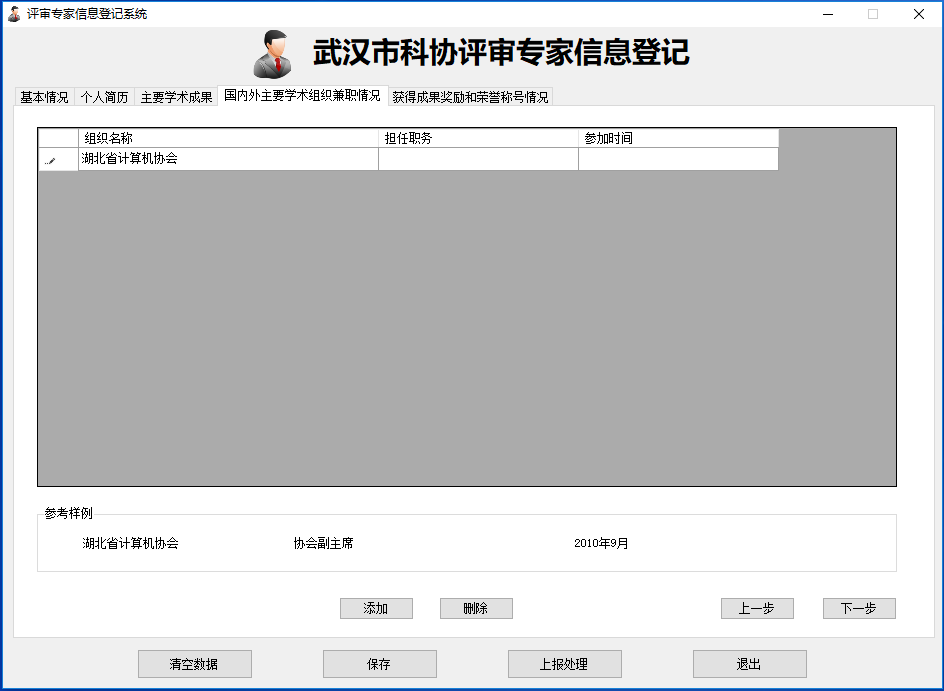 评审专家信息登记系统
武汉市科协评审专家信息登记
基本情况 个人简历 主要学术成果 国内外主要学术组织兼职情况 获得成果奖励和荣誉称号情况
组织名称 担任职务 参加时间
湖北省计算机协会
参考样例
湖北省计算机协会 协会副主席 2010年9月
添加 删除 上一步 下一步
清空数据 保存 上报处理 退出